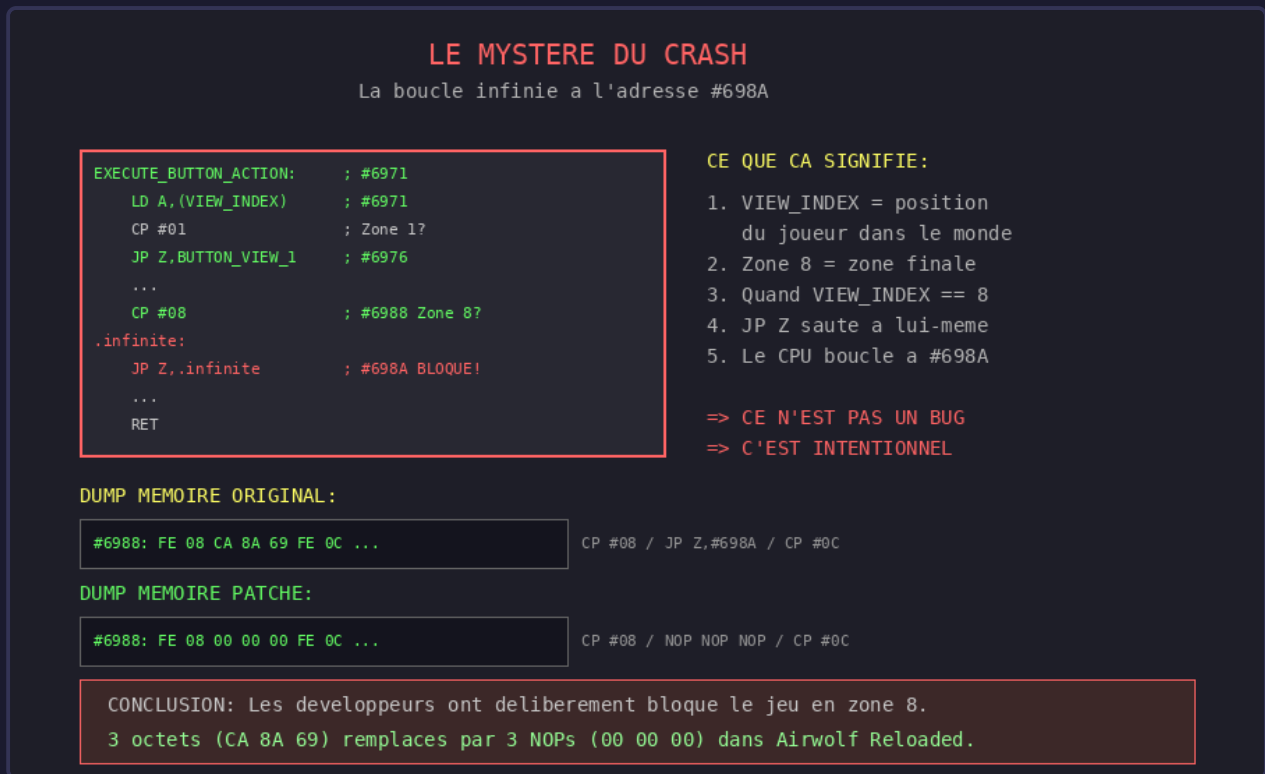 LE MYSTERE DU CRASH
La boucle infinie a l'adresse #698A
EXECUTE_BUTTON_ACTION: ; #6971
LD A,(VIEW_INDEX) ; #6971
CP #01 ; Zone 1?
JP Z,BUTTON_VIEW_1 ; #6976
...
CP #08 ; #6988 Zone 8?
.infinite:
JP Z,.infinite ; #698A BLOQUE!
...
RET
CE QUE CA SIGNIFIE:
1. VIEW_INDEX = position
du joueur dans le monde
2. Zone 8 = zone finale
3. Quand VIEW_INDEX == 8
4. JP Z saute a lui-meme
5. Le CPU boucle a #698A
=> CE N'EST PAS UN BUG
=> C'EST INTENTIONNEL
DUMP MEMOIRE ORIGINAL:
#6988: FE 08 CA 8A 69 FE 0C ... CP #08 / JP Z,#698A / CP #0C
DUMP MEMOIRE PATCHE:
#6988: FE 08 00 00 00 FE 0C ... CP #08 / NOP NOP NOP / CP #0C
CONCLUSION: Les developpeurs ont deliberement bloque le jeu en zone 8.
3 octets (CA 8A 69) remplaces par 3 NOPs (00 00 00) dans Airwolf Reloaded.